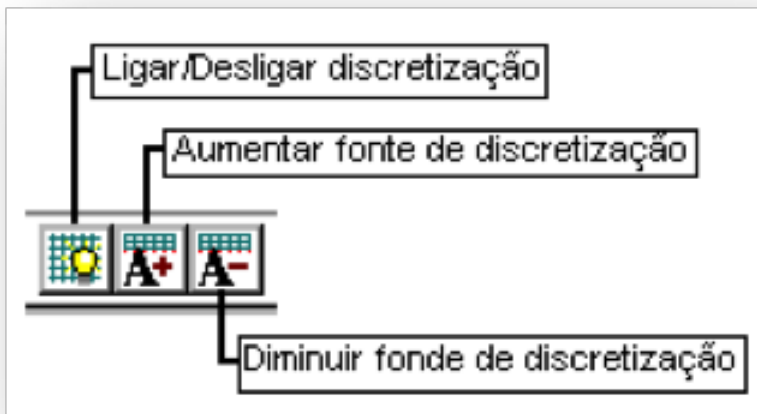 Ligar/Desligar discretização
Aumentar fonte de discretização
A+ A-
Diminuir fonde de discretização